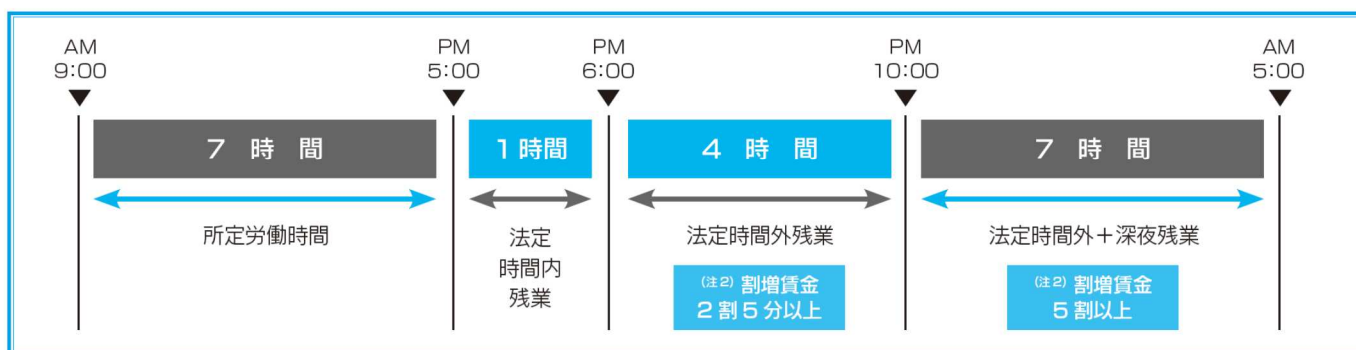 AM
9:00
PM
5:00
PM
6:00
PM
10:00
AM
5:00
7 時 間
1 時間
4 時 間
7 時 間
所定労働時間
法定
時間内
残業
法定時間外残業
法定時間外＋深夜残業
(注2) 割増賃金
2 割 5 分以上
(注2) 割増賃金
5 割以上